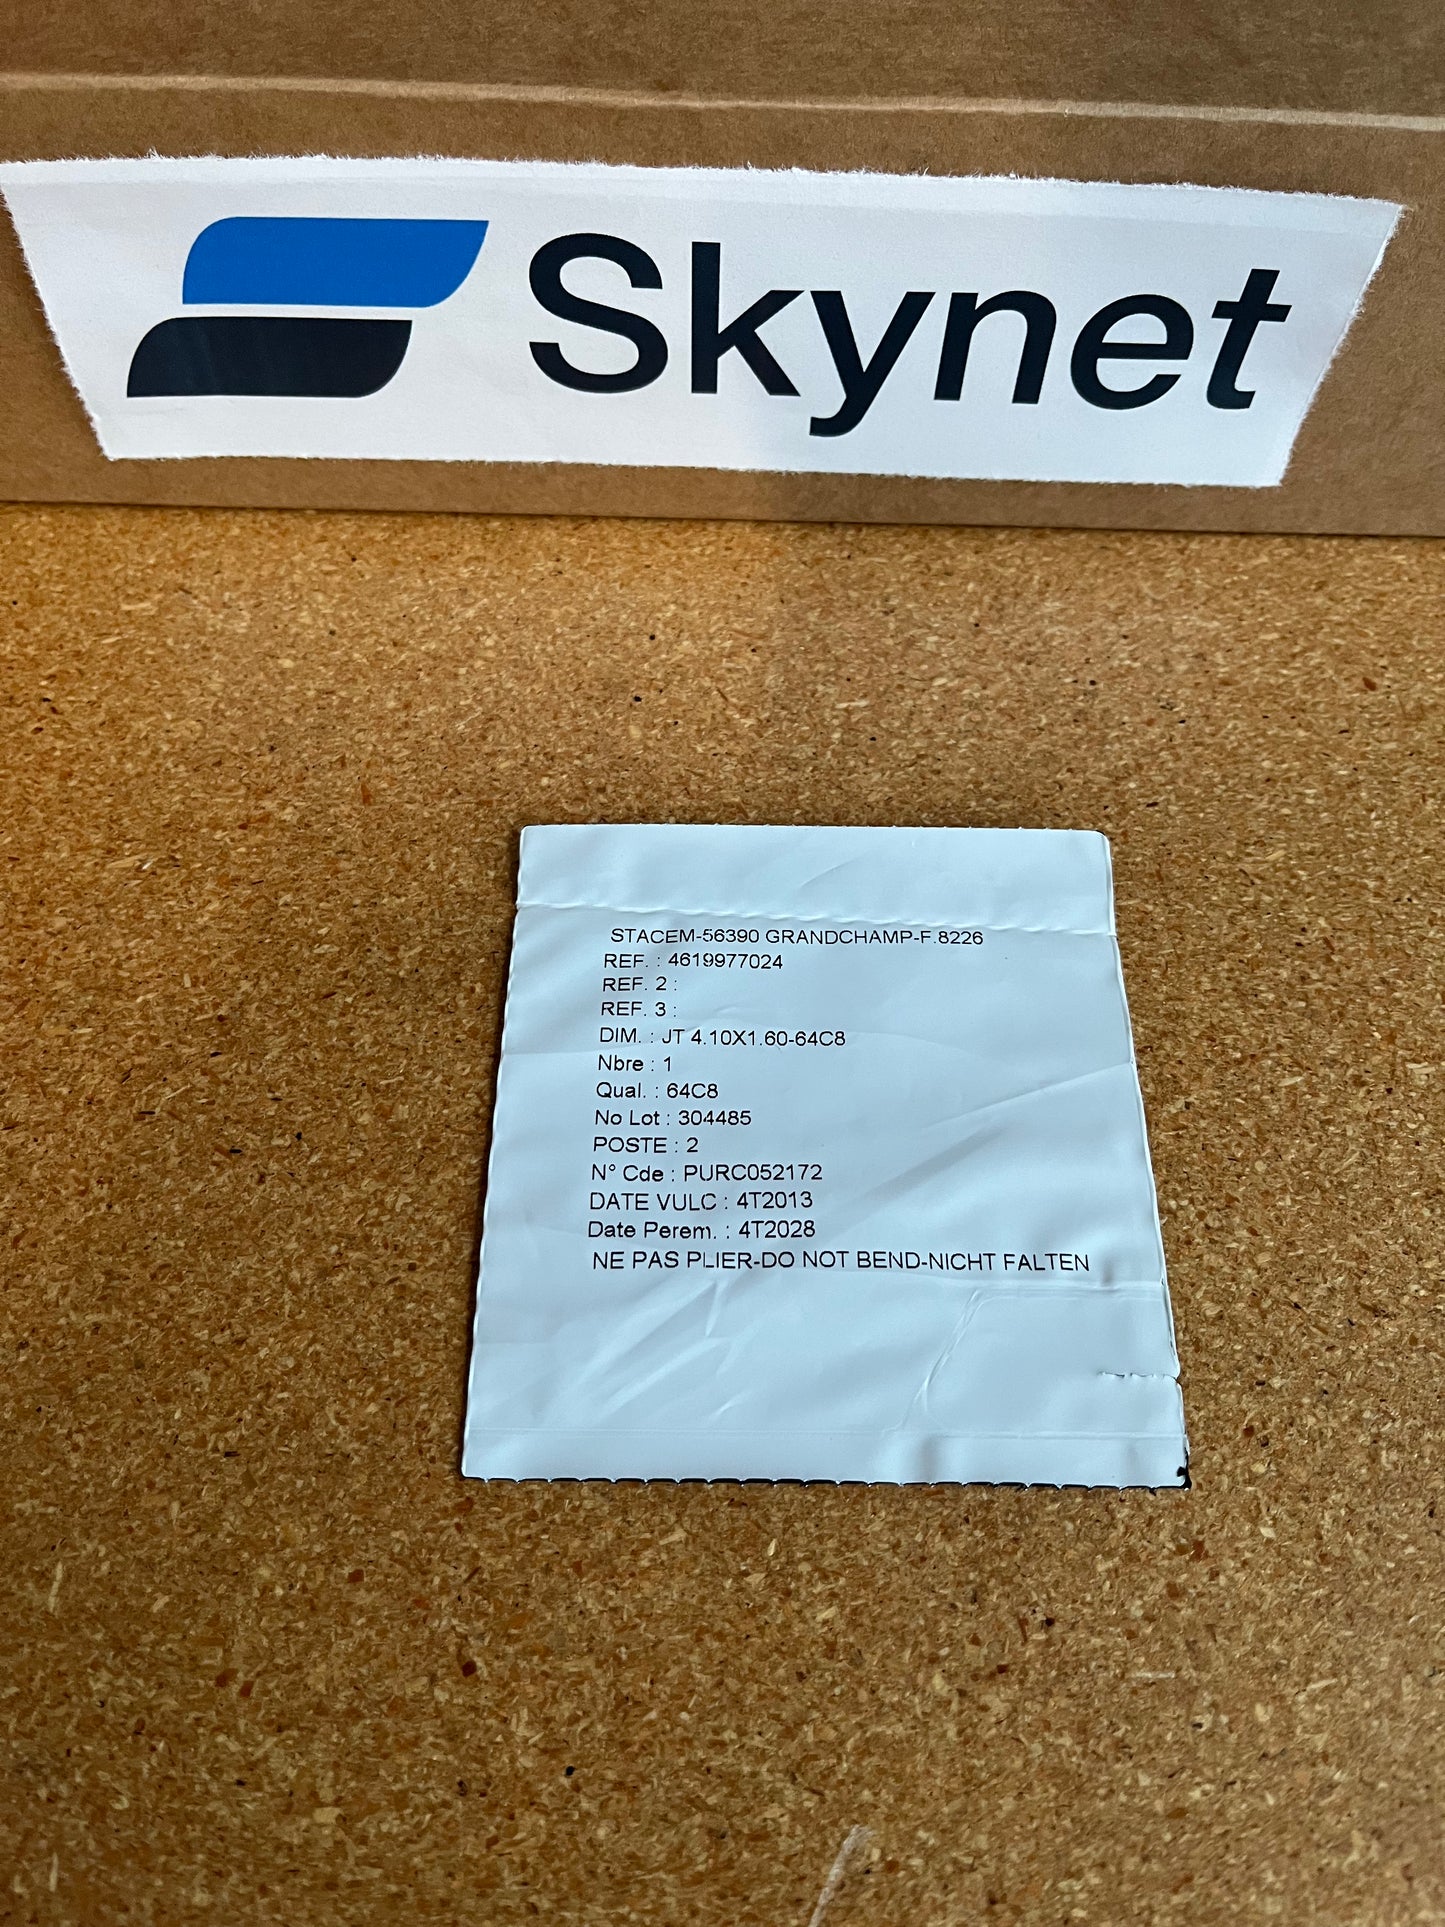 Skynet
STACEM-56390 GRANDCHAMP-F.8226
REF. : 4619977024
REF. 2 :
REF. 3 :
DIM. : JT 4.10X1.60-64C8
Nbre : 1
Qual. : 64C8
No Lot : 304485
POSTE : 2
N° Cde : PURC052172
DATE VULC : 4T2013
Date Perem. : 4T2028
NE PAS PLIER-DO NOT BEND-NICHT FALTEN